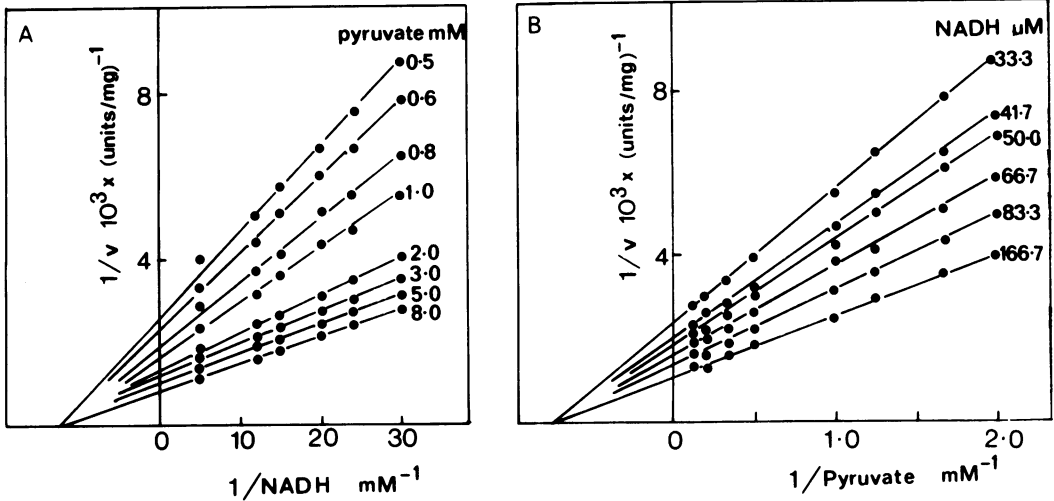 A
pyruvate mM
0·5
0·6
0·8
1·0
2·0
3·0
5·0
8·0
8
4
1/v 10³ x (units/mg)⁻¹
0 10 20 30
1/NADH mM⁻¹
B
NADH µM
33·3
41·7
50·0
66·7
83·3
166·7
8
4
1/v 10³ x (units/mg)⁻¹
0 1·0 2·0
1/Pyruvate mM⁻¹